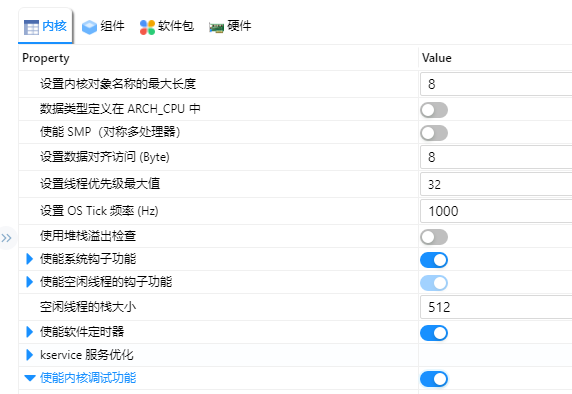 内核 组件 软件包 硬件
Property Value
设置内核对象名称的最大长度 8
数据类型定义在 ARCH_CPU 中
使能 SMP（对称多处理器）
设置数据对齐访问 (Byte) 8
设置线程优先级最大值 32
设置 OS Tick 频率 (Hz) 1000
使用堆栈溢出检查
使能系统钩子功能
使能空闲线程的钩子功能
空闲线程的栈大小 512
使能软件定时器
kservice 服务优化
使能内核调试功能